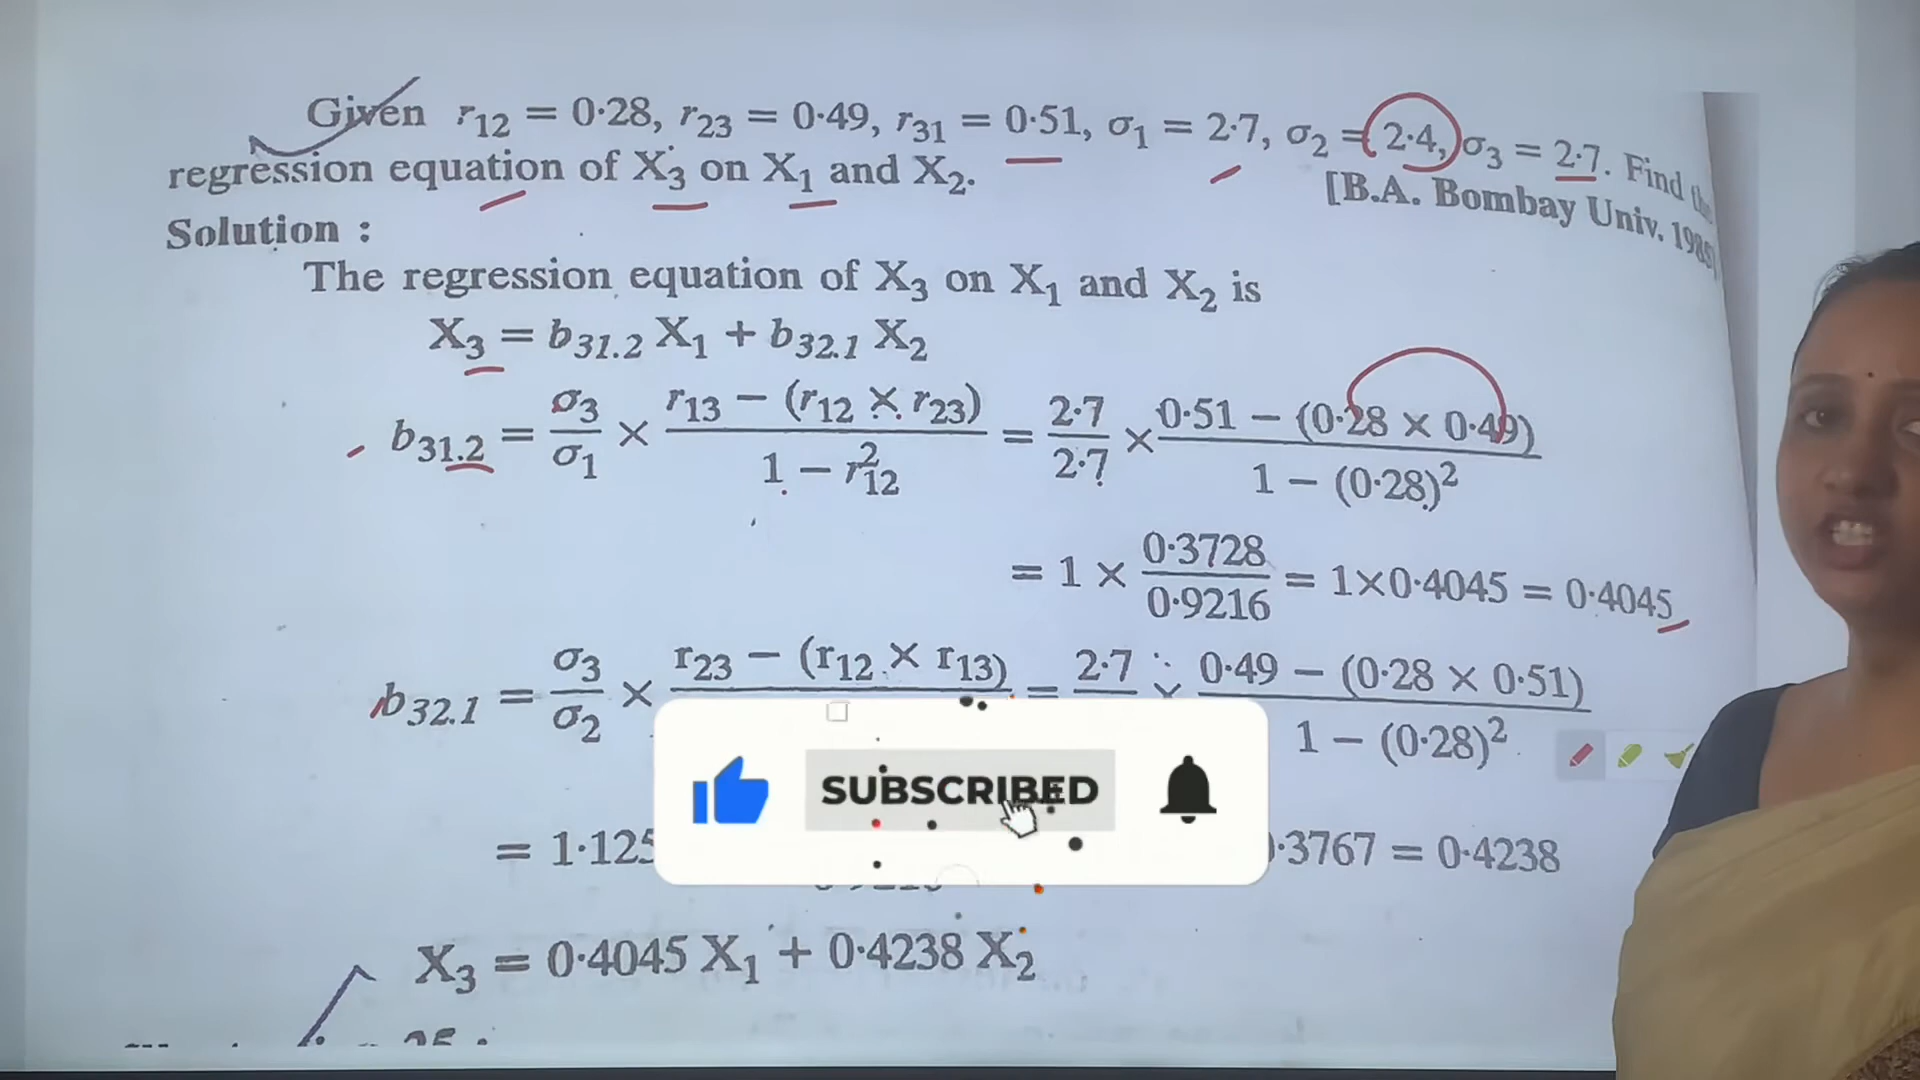 Given r12 = 0·28, r23 = 0·49, r31 = 0·51, σ1 = 2·7, σ2 = 2·4, σ3 = 2·7. Find the
regression equation of X3 on X1 and X2.
[B.A. Bombay Univ. 1985]
Solution :
The regression equation of X3 on X1 and X2 is
X3 = b31.2 X1 + b32.1 X2
b31.2 = σ3/σ1 × (r13 − (r12 × r23))/(1 − r12²) = 2·7/2·7 × (0·51 − (0·28 × 0·49))/(1 − (0·28)²)
= 1 × 0·3728/0·9216 = 1×0·4045 = 0·4045
b32.1 = σ3/σ2 × r23 − (r12 × r13) = 2·7 × (0·49 − (0·28 × 0·51))/(1 − (0·28)²)
= 1·125 ·3767 = 0·4238
SUBSCRIBED
X3 = 0·4045 X1 + 0·4238 X2